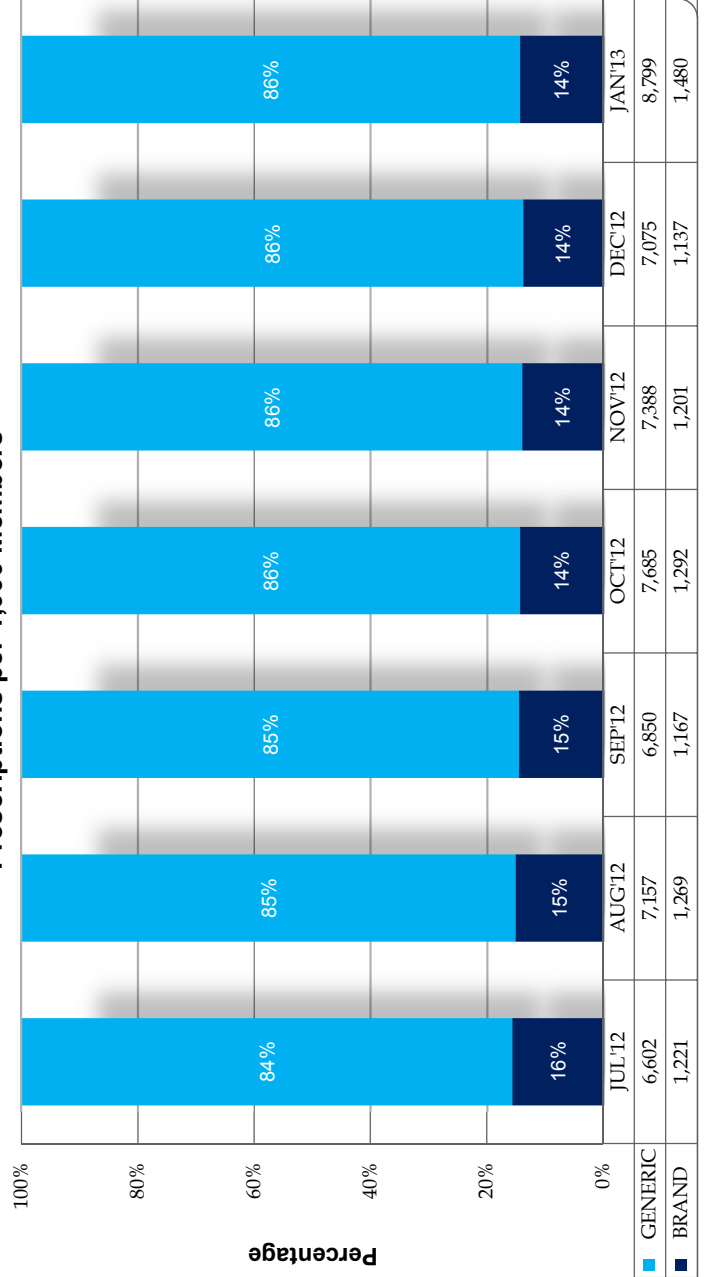 Prescriptions per 1,000 members
100%
80%
60%
40%
20%
0%
Percentage
84% 85% 85% 86% 86% 86% 86%
16% 15% 15% 14% 14% 14% 14%
JUL'12 AUG'12 SEP'12 OCT'12 NOV'12 DEC'12 JAN'13
GENERIC 6,602 7,157 6,850 7,685 7,388 7,075 8,799
BRAND 1,221 1,269 1,167 1,292 1,201 1,137 1,480